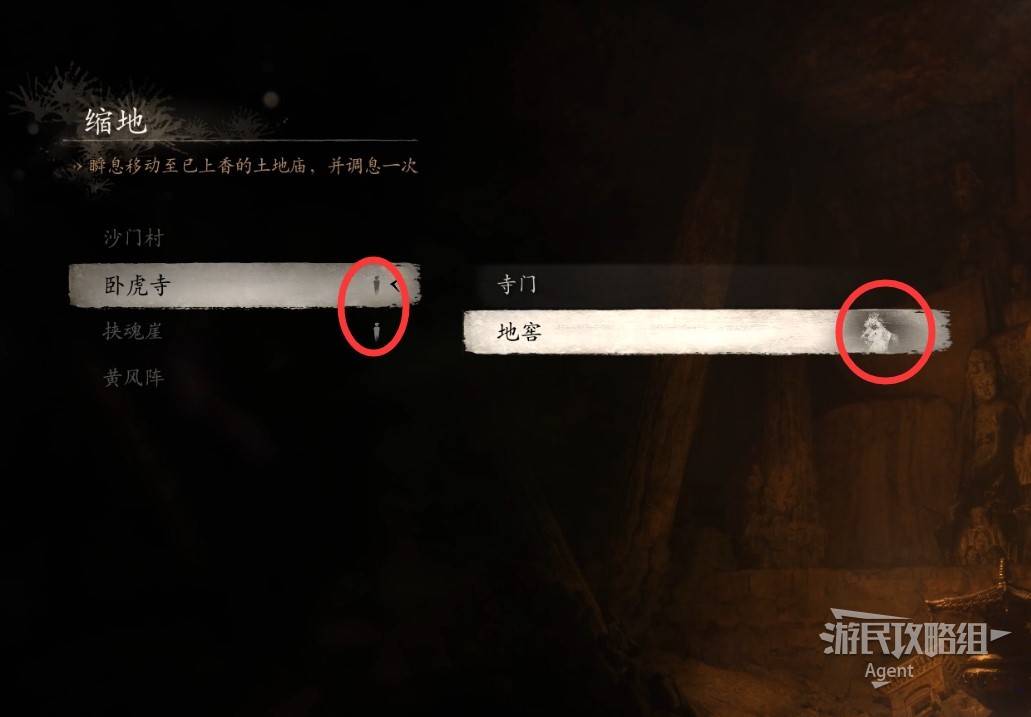 缩地
瞬息移动至已上香的土地庙，并调息一次
沙门村
卧虎寺
挟魂崖
黄风阵
寺门
地窖
游民攻略组
Agent